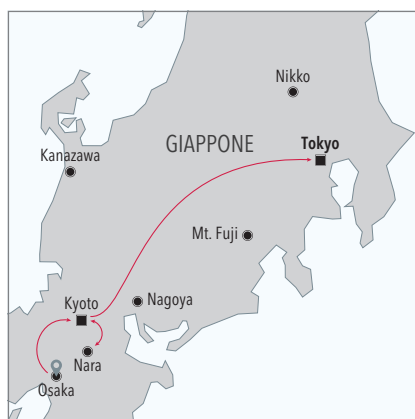 Nikko
GIAPPONE
Tokyo
Kanazawa
Mt. Fuji
Kyoto
Nagoya
Nara
Osaka